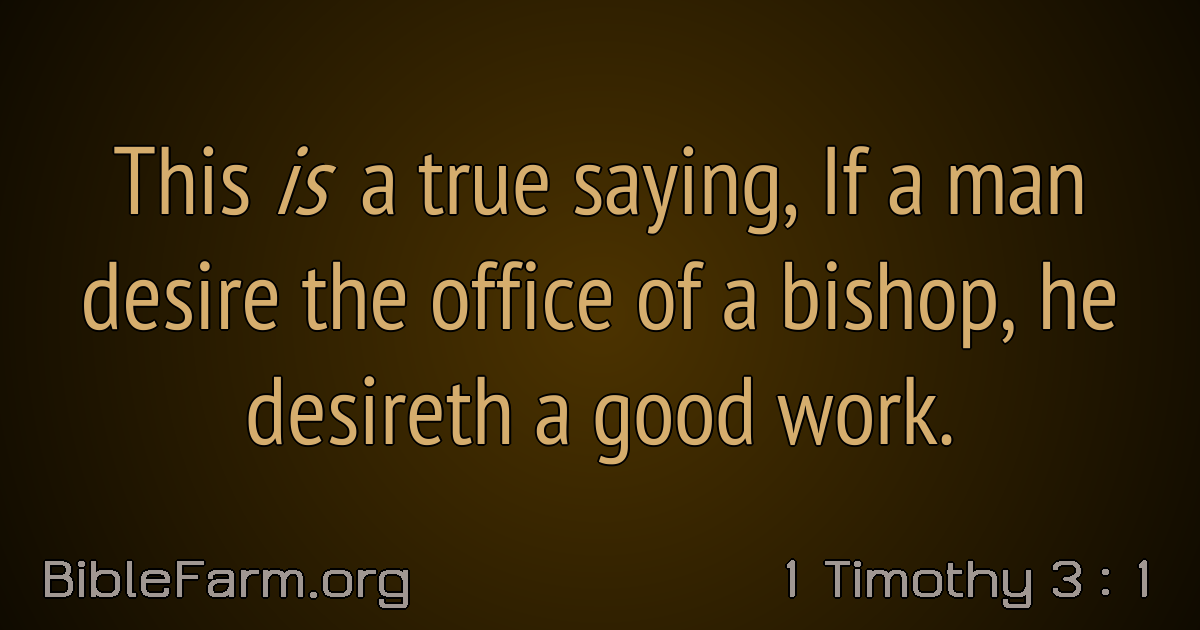 This is a true saying, If a man
desire the office of a bishop, he
desireth a good work.
BibleFarm.org
1 Timothy 3 : 1